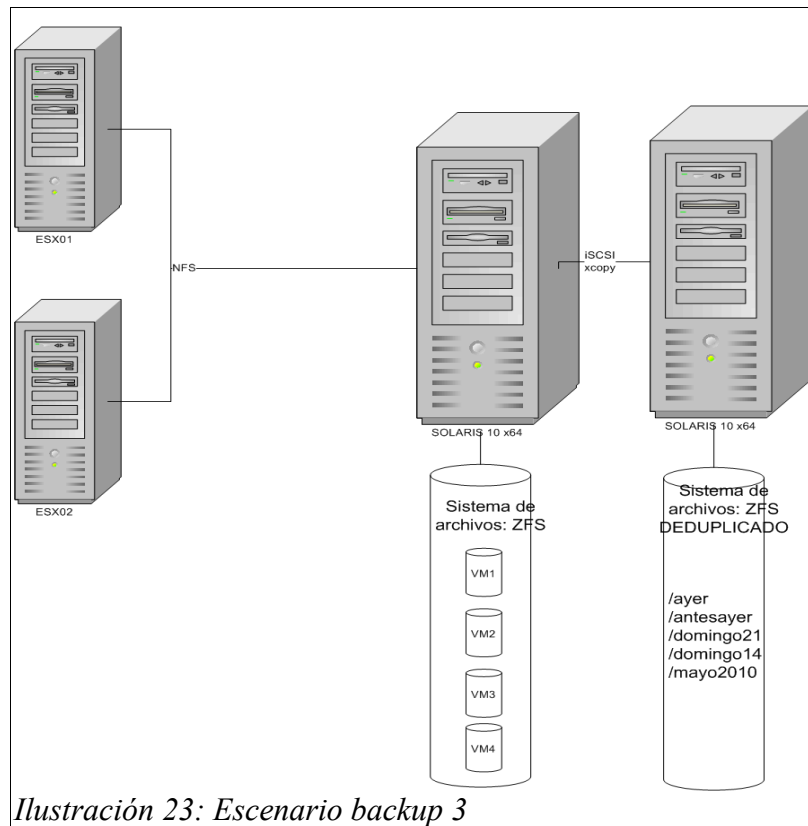 ESX01
NFS
ESX02
iSCSI
xcopy
SOLARIS 10 x64
SOLARIS 10 x64
Sistema de
archivos: ZFS
VM1
VM2
VM3
VM4
Sistema de
archivos: ZFS
DEDUPLICADO
/ayer
/antesayer
/domingo21
/domingo14
/mayo2010
Ilustración 23: Escenario backup 3